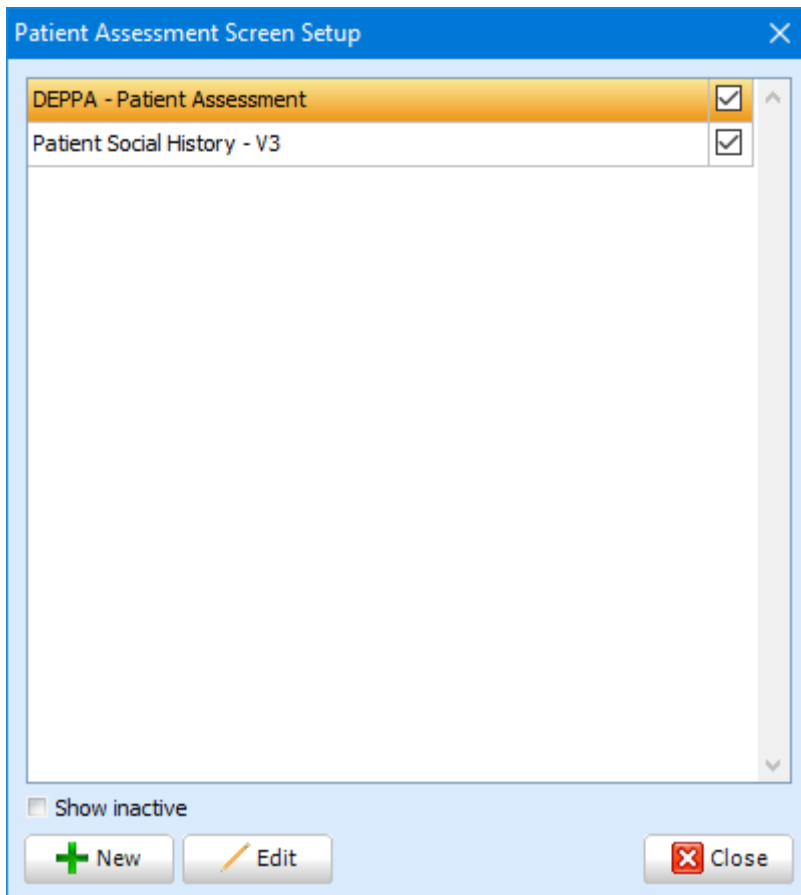 Patient Assessment Screen Setup
DEPPA - Patient Assessment
Patient Social History - V3
Show inactive
New Edit Close